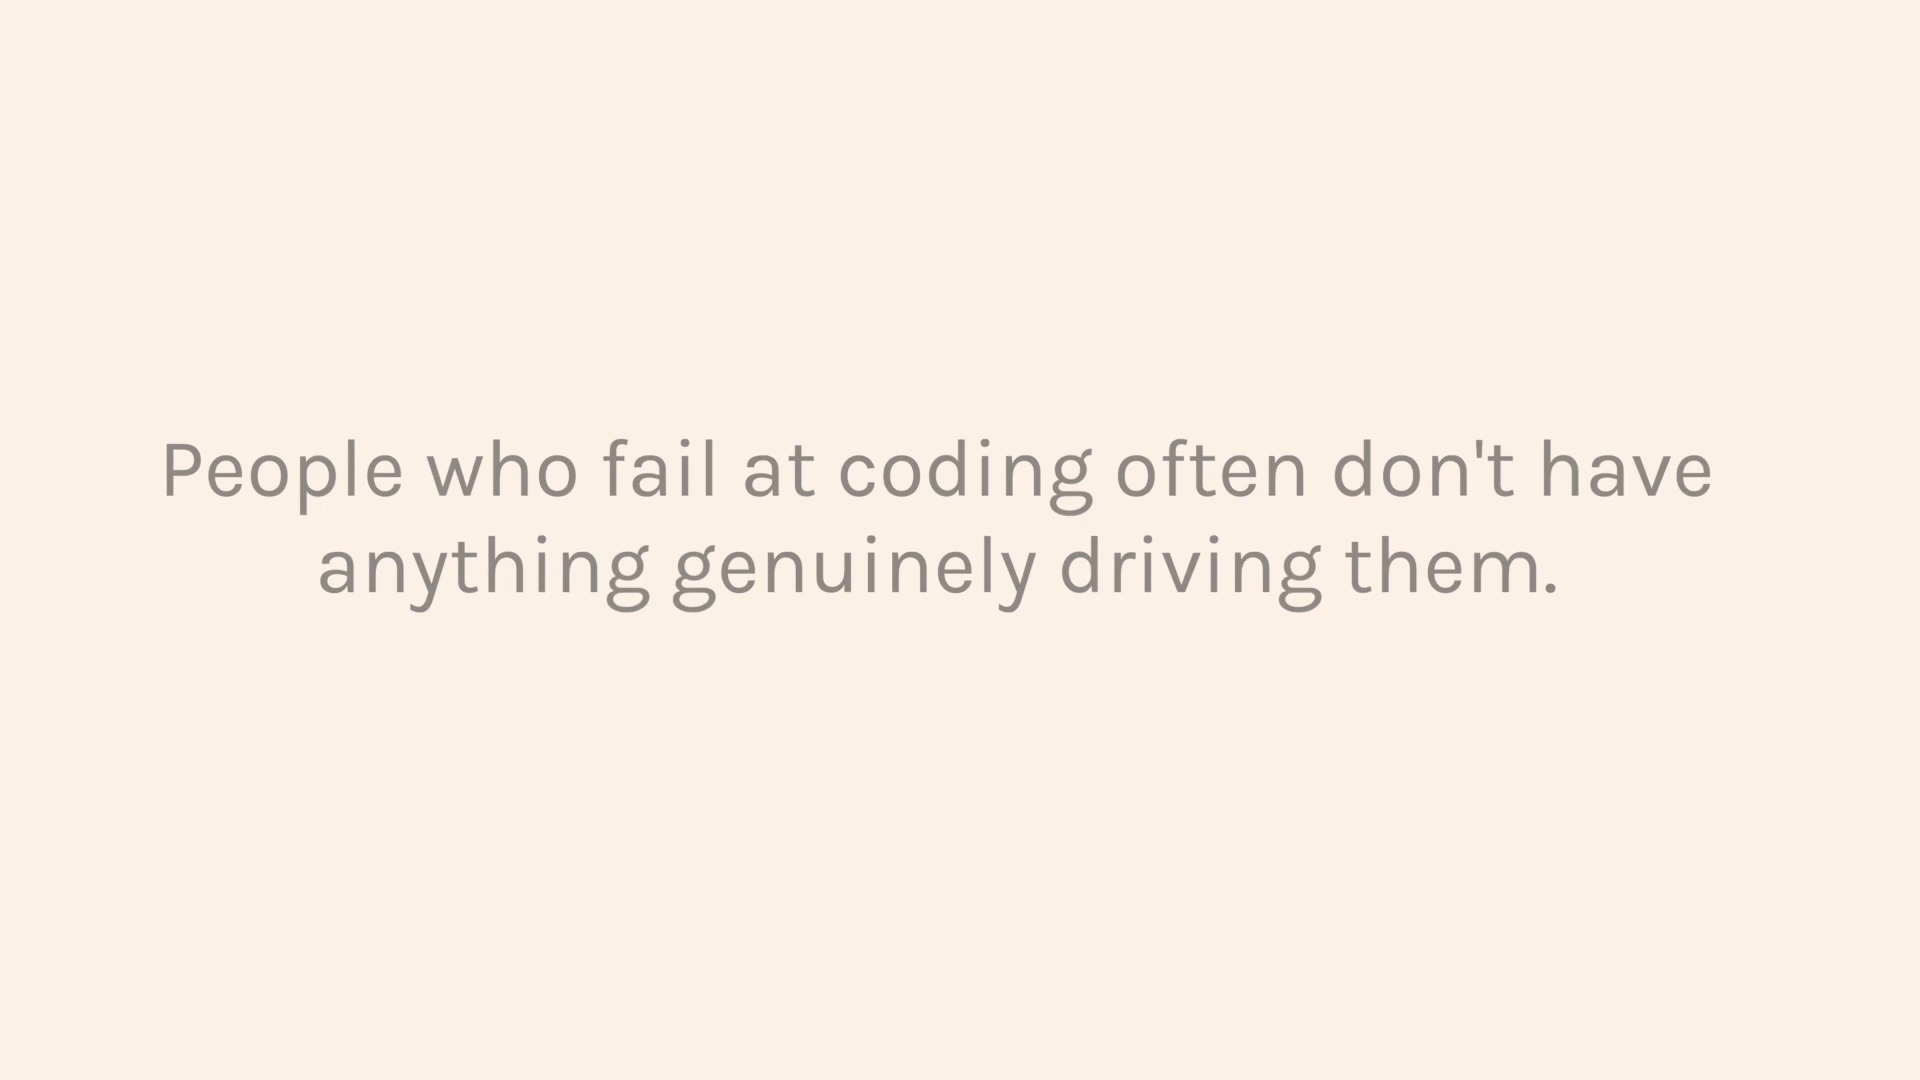 People who fail at coding often don't have
anything genuinely driving them.